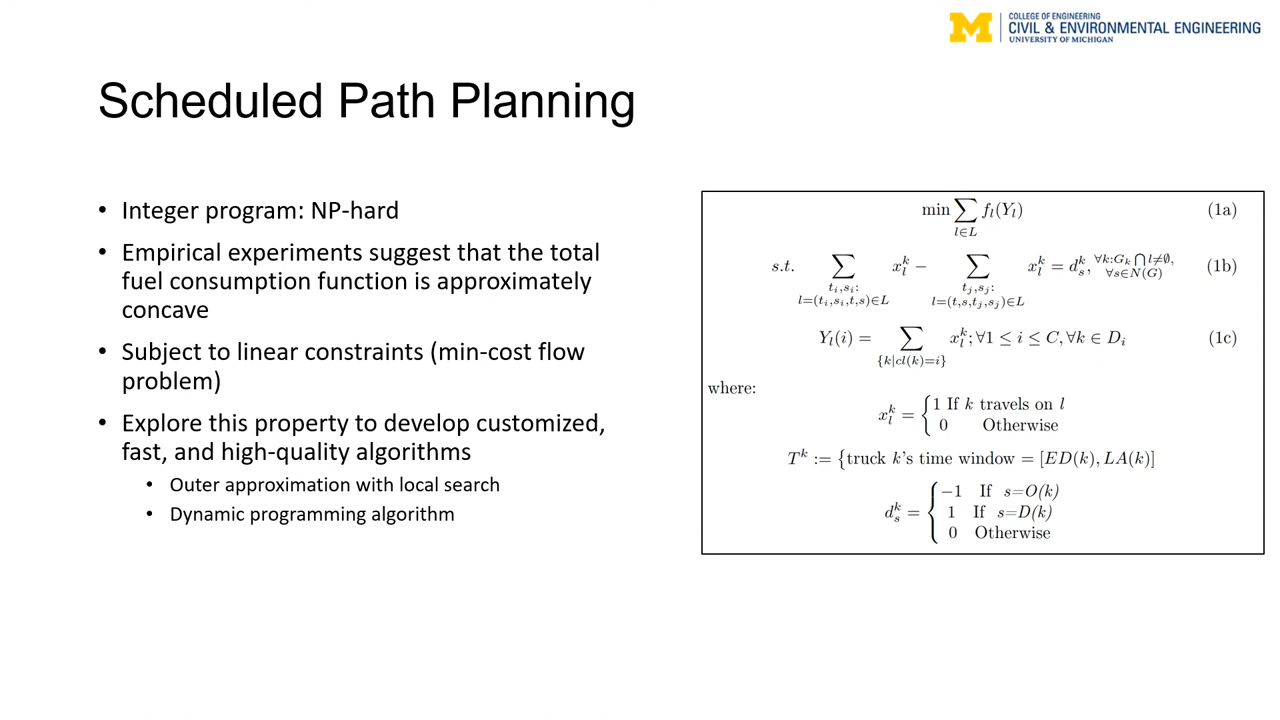 COLLEGE OF ENGINEERING
CIVIL & ENVIRONMENTAL ENGINEERING
UNIVERSITY OF MICHIGAN
Scheduled Path Planning
• Integer program: NP-hard
• Empirical experiments suggest that the total
fuel consumption function is approximately
concave
• Subject to linear constraints (min-cost flow
problem)
• Explore this property to develop customized,
fast, and high-quality algorithms
• Outer approximation with local search
• Dynamic programming algorithm
min ∑_{l∈L} f_l(Y_l) (1a)
s.t. ∑_{t_i,s_i: l=(t_i,s_i,t,s)∈L} x_l^k − ∑_{t_j,s_j: l=(t,s,t_j,s_j)∈L} x_l^k = d_s^k, ∀k:G_k⋂l≠∅, ∀s∈N(G) (1b)
Y_l(i) = ∑_{{k|cl(k)=i}} x_l^k; ∀1 ≤ i ≤ C, ∀k ∈ D_i (1c)
where:
x_l^k = { 1 If k travels on l
0 Otherwise
T^k := {truck k's time window = [ED(k), LA(k)]
d_s^k = { −1 If s=O(k)
1 If s=D(k)
0 Otherwise